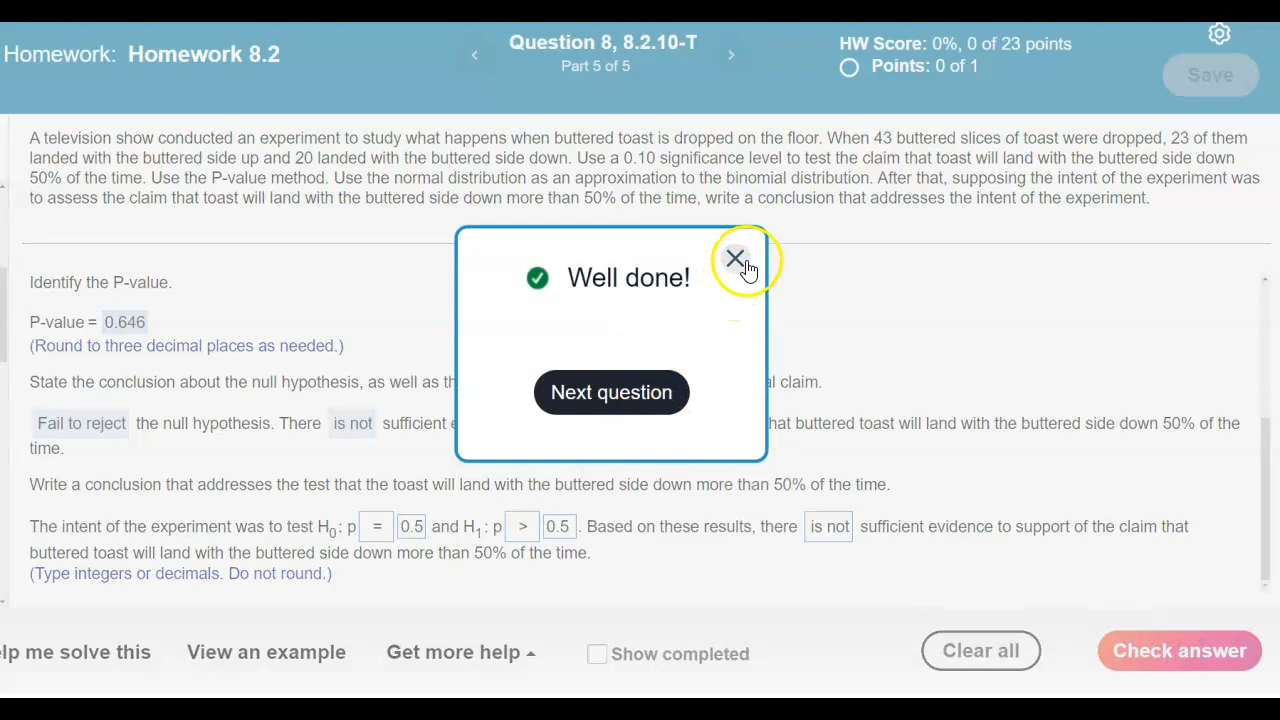 Homework: Homework 8.2
Question 8, 8.2.10-T
Part 5 of 5
HW Score: 0%, 0 of 23 points
Points: 0 of 1
Save
A television show conducted an experiment to study what happens when buttered toast is dropped on the floor. When 43 buttered slices of toast were dropped, 23 of them
landed with the buttered side up and 20 landed with the buttered side down. Use a 0.10 significance level to test the claim that toast will land with the buttered side down
50% of the time. Use the P-value method. Use the normal distribution as an approximation to the binomial distribution. After that, supposing the intent of the experiment was
to assess the claim that toast will land with the buttered side down more than 50% of the time, write a conclusion that addresses the intent of the experiment.
Identify the P-value.
P-value = 0.646
(Round to three decimal places as needed.)
State the conclusion about the null hypothesis, as well as th
al claim.
Fail to reject the null hypothesis. There is not sufficient e
hat buttered toast will land with the buttered side down 50% of the
time.
Well done!
Next question
Write a conclusion that addresses the test that the toast will land with the buttered side down more than 50% of the time.
The intent of the experiment was to test H0: p = 0.5 and H1: p > 0.5. Based on these results, there is not sufficient evidence to support of the claim that
buttered toast will land with the buttered side down more than 50% of the time.
(Type integers or decimals. Do not round.)
elp me solve this
View an example
Get more help
Show completed
Clear all
Check answer